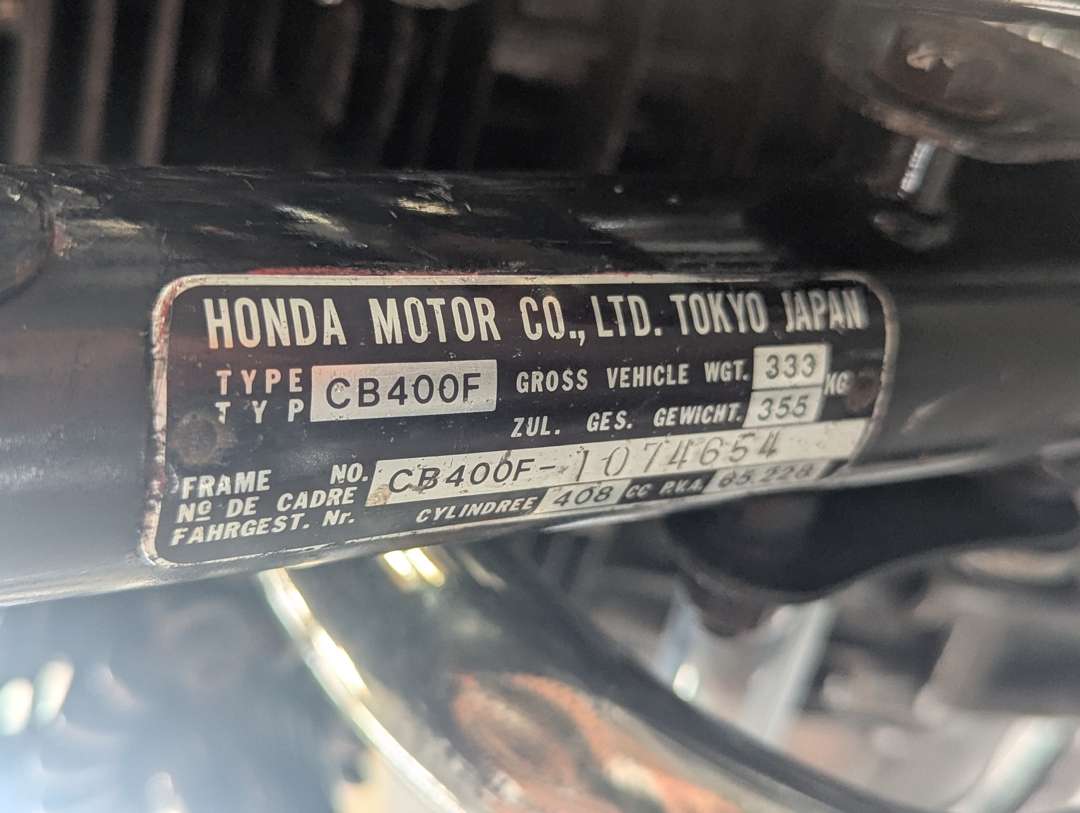 HONDA MOTOR CO., LTD. TOKYO JAPAN
TYPE
TYP
CB400F
GROSS VEHICLE WGT. 333
ZUL. GES. GEWICHT. 355
KG
FRAME NO.
Nº DE CADRE
FAHRGEST. Nr.
CB400F-1074654
CYLINDREE 408 CC P.V.A. 85.228